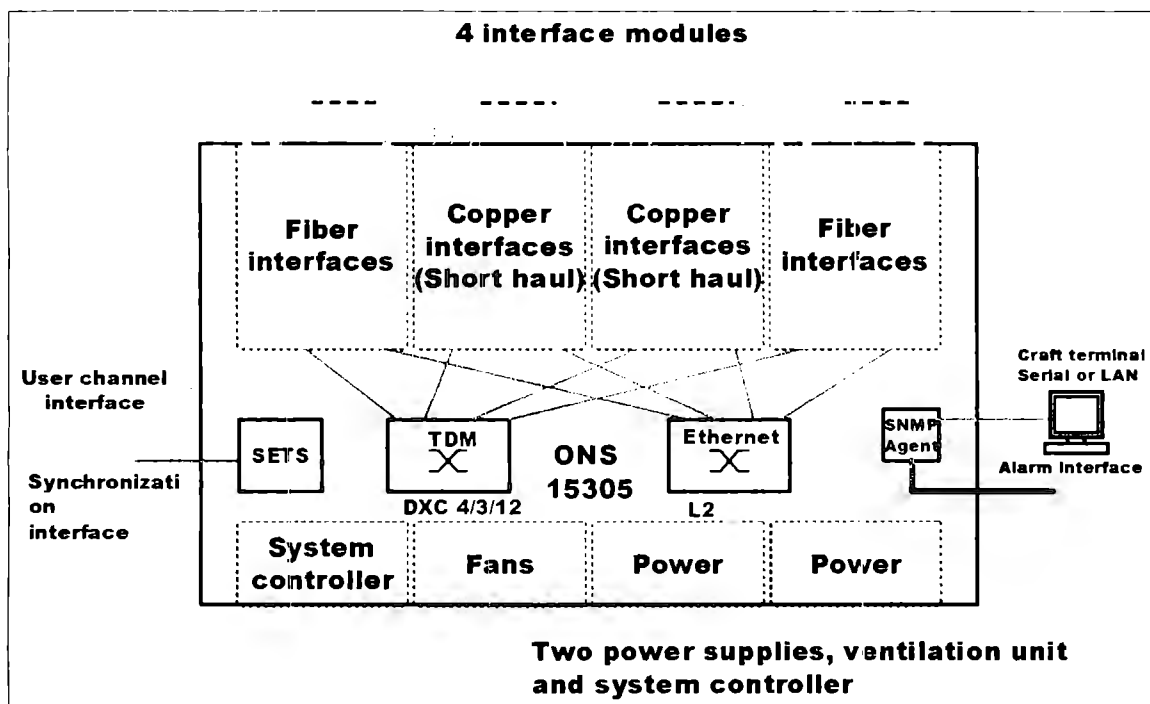 4 interface modules
Fiber
interfaces
Copper
interfaces
(Short haul)
Copper
interfaces
(Short haul)
Fiber
interfaces
User channel
interface
Craft terminal
Serial or LAN
SETS
TDM
DXC 4/3/12
ONS
15305
Ethernet
L2
SNMP
Agent
Alarm Interface
Synchronizati
on
interface
System
controller
Fans
Power
Power
Two power supplies, ventilation unit
and system controller